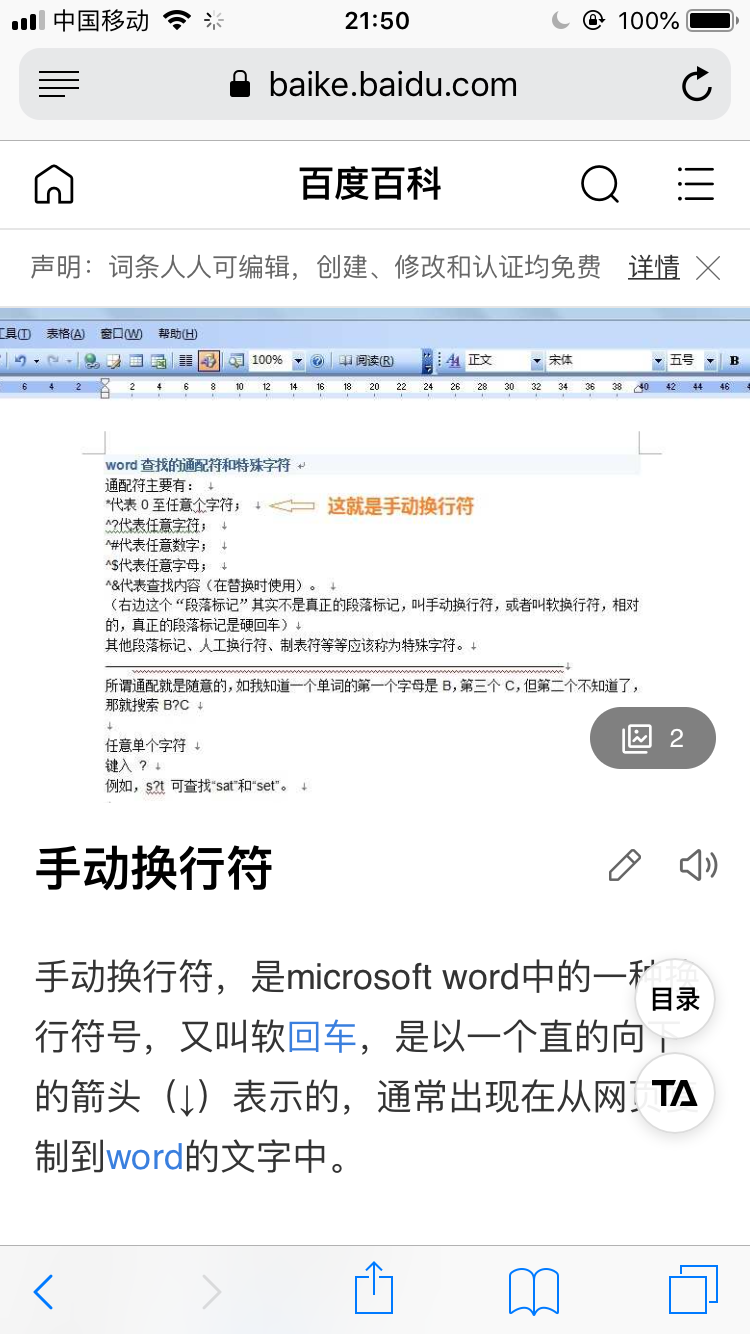 中国移动 21:50 100%
baike.baidu.com
百度百科
声明：词条人人可编辑，创建、修改和认证均免费 详情
工具(T) 表格(A) 窗口(W) 帮助(H)
100% 阅读(R) 正文 宋体 五号 B
6 4 2 2 4 6 8 10 12 14 16 18 20 22 24 26 28 30 32 34 36 38 40 42 44 46
word 查找的通配符和特殊字符
通配符主要有：↓
*代表 0 至任意个字符；↓ 这就是手动换行符
^?代表任意字符；↓
^#代表任意数字；↓
^$代表任意字母；↓
^&代表查找内容（在替换时使用）。↓
（右边这个“段落标记”其实不是真正的段落标记，叫手动换行符，或者叫软换行符，相对
的，真正的段落标记是硬回车）↓
其他段落标记、人工换行符、制表符等等应该称为特殊字符。↓
↓
所谓通配就是随意的，如我知道一个单词的第一个字母是 B，第三个 C，但第二个不知道了，
那就搜索 B?C ↓
↓
任意单个字符 ↓
键入 ？↓
例如，s?t 可查找“sat”和“set”。↓
2
手动换行符
手动换行符，是microsoft word中的一种换
行符号，又叫软回车，是以一个直的向下
的箭头（↓）表示的，通常出现在从网页
制到word的文字中。
目录
TA